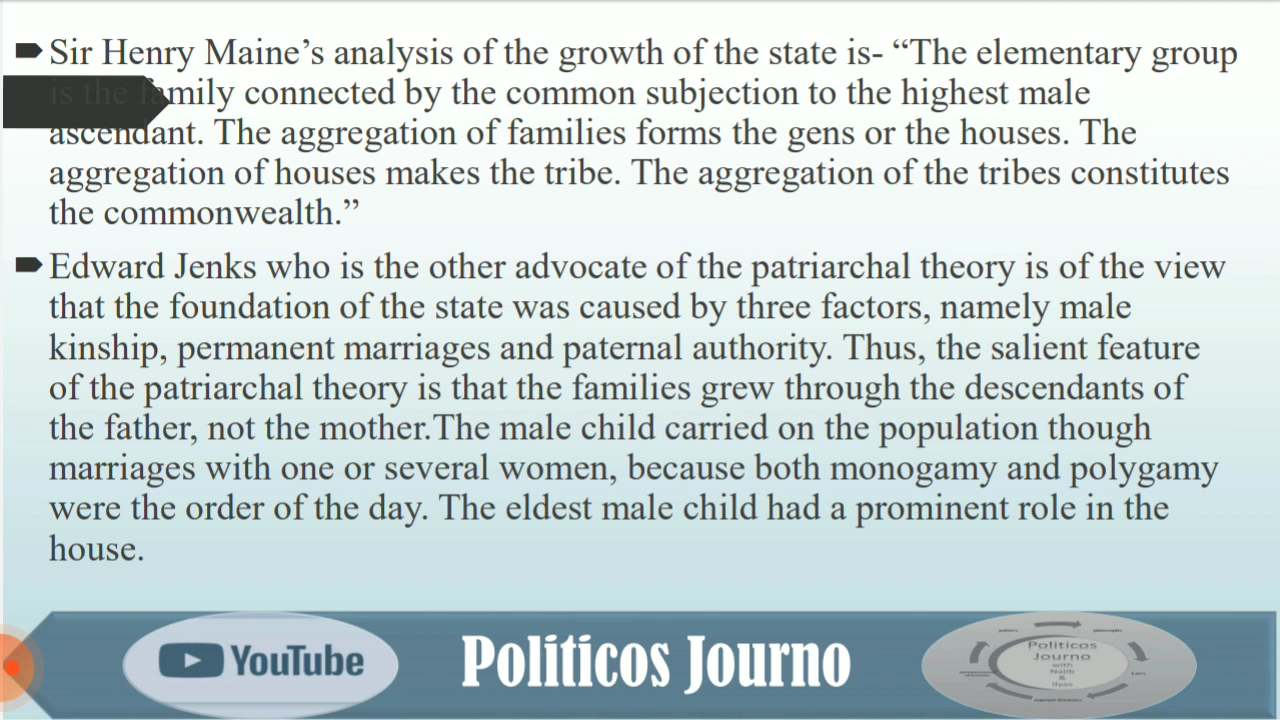 Sir Henry Maine’s analysis of the growth of the state is- “The elementary group
is the family connected by the common subjection to the highest male
ascendant. The aggregation of families forms the gens or the houses. The
aggregation of houses makes the tribe. The aggregation of the tribes constitutes
the commonwealth.”
Edward Jenks who is the other advocate of the patriarchal theory is of the view
that the foundation of the state was caused by three factors, namely male
kinship, permanent marriages and paternal authority. Thus, the salient feature
of the patriarchal theory is that the families grew through the descendants of
the father, not the mother.The male child carried on the population though
marriages with one or several women, because both monogamy and polygamy
were the order of the day. The eldest male child had a prominent role in the
house.
YouTube
Politicos Journo
politics
philosophy
Politicos
Journo
with
&
Ilyas